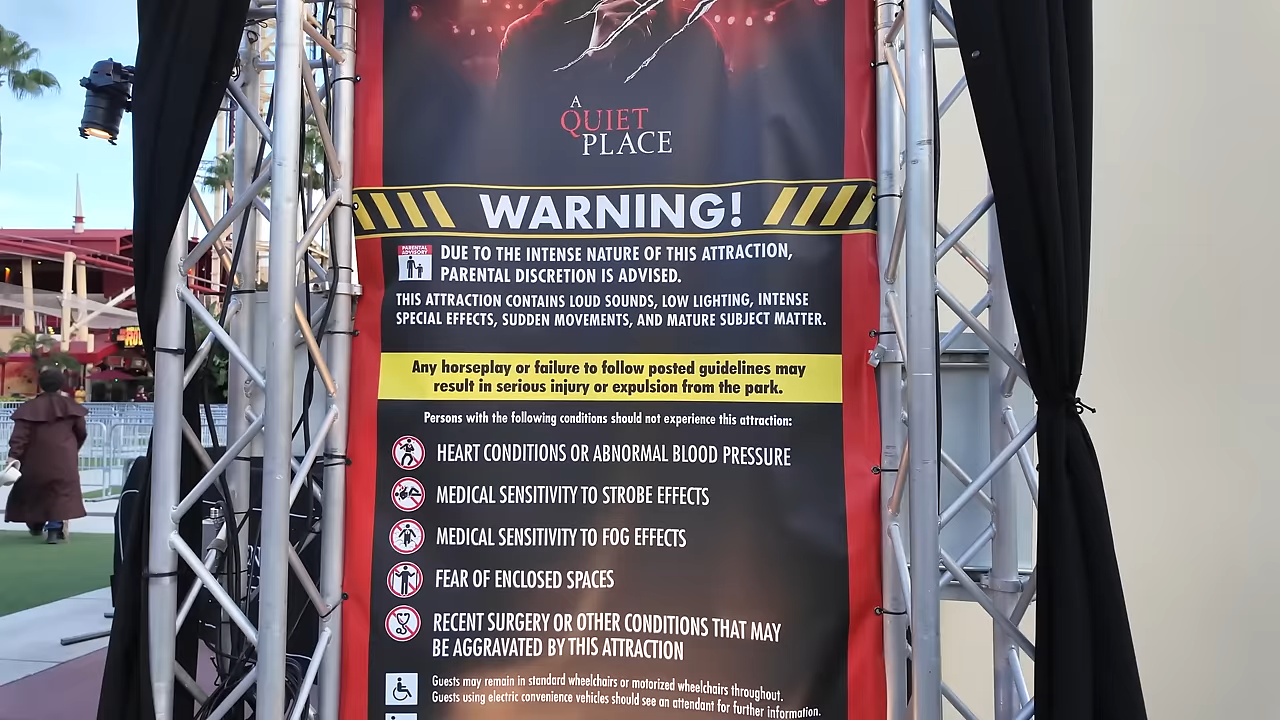 A
QUIET
PLACE
WARNING!
PARENTAL
ADVISORY
DUE TO THE INTENSE NATURE OF THIS ATTRACTION,
PARENTAL DISCRETION IS ADVISED.
THIS ATTRACTION CONTAINS LOUD SOUNDS, LOW LIGHTING, INTENSE
SPECIAL EFFECTS, SUDDEN MOVEMENTS, AND MATURE SUBJECT MATTER.
Any horseplay or failure to follow posted guidelines may
result in serious injury or expulsion from the park.
Persons with the following conditions should not experience this attraction:
HEART CONDITIONS OR ABNORMAL BLOOD PRESSURE
MEDICAL SENSITIVITY TO STROBE EFFECTS
MEDICAL SENSITIVITY TO FOG EFFECTS
FEAR OF ENCLOSED SPACES
RECENT SURGERY OR OTHER CONDITIONS THAT MAY
BE AGGRAVATED BY THIS ATTRACTION
Guests may remain in standard wheelchairs or motorized wheelchairs throughout.
Guests using electric convenience vehicles should see an attendant for further information.